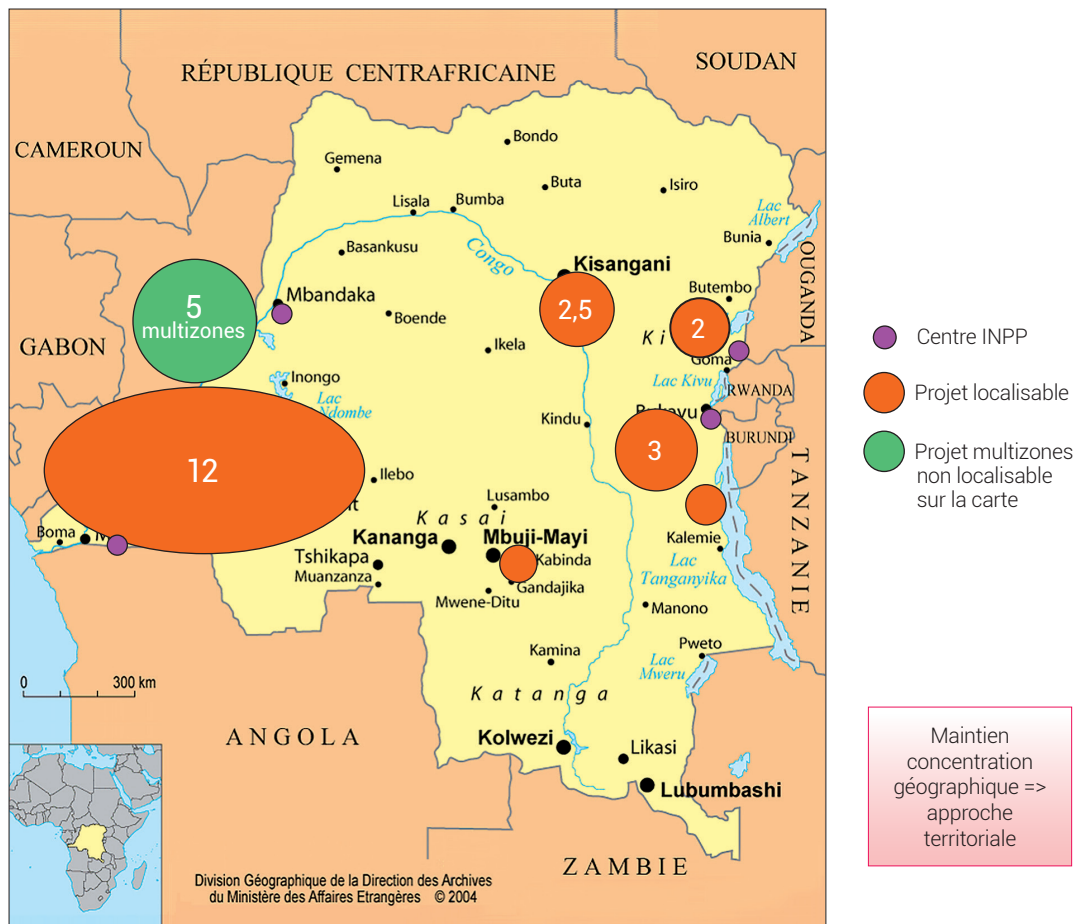 RÉPUBLIQUE CENTRAFRICAINE
SOUDAN
CAMEROUN
Bondo
Gemena
Buta
Isiro
Lisala
Bumba
Lac
Albert
Bunia
OUGANDA
Basankusu
Congo
Kisangani
Butembo
Mbandaka
5
multizones
2,5
2
Boende
Ki
GABON
Ikela
Goma
Inongo
Lac Kivu
RWANDA
Lac
Ndombe
Kindu
BURUNDI
12
3
TANZANIE
Ilebo
Lusambo
Kasai
Boma
Kananga
Mbuji-Mayi
Kalemie
Tshikapa
Kabinda
Lac
Tanganyika
Muanzanza
Gandajika
Mwene-Ditu
Manono
Pweto
Kamina
Lac
Mweru
0
300 km
Katanga
ANGOLA
Kolwezi
Likasi
Lubumbashi
ZAMBIE
Division Géographique de la Direction des Archives
du Ministère des Affaires Etrangères © 2004
Centre INPP
Projet localisable
Projet multizones
non localisable
sur la carte
Maintien
concentration
géographique =>
approche
territoriale